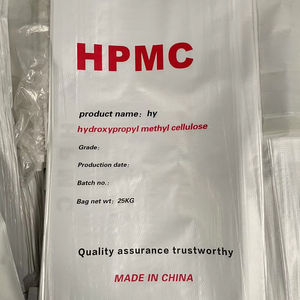 HPMC
product name: hy
hydroxypropyl methyl cellulose
Grade:
Production date:
Batch no.:
Bag net wt: 25KG
Quality assurance trustworthy
MADE IN CHINA